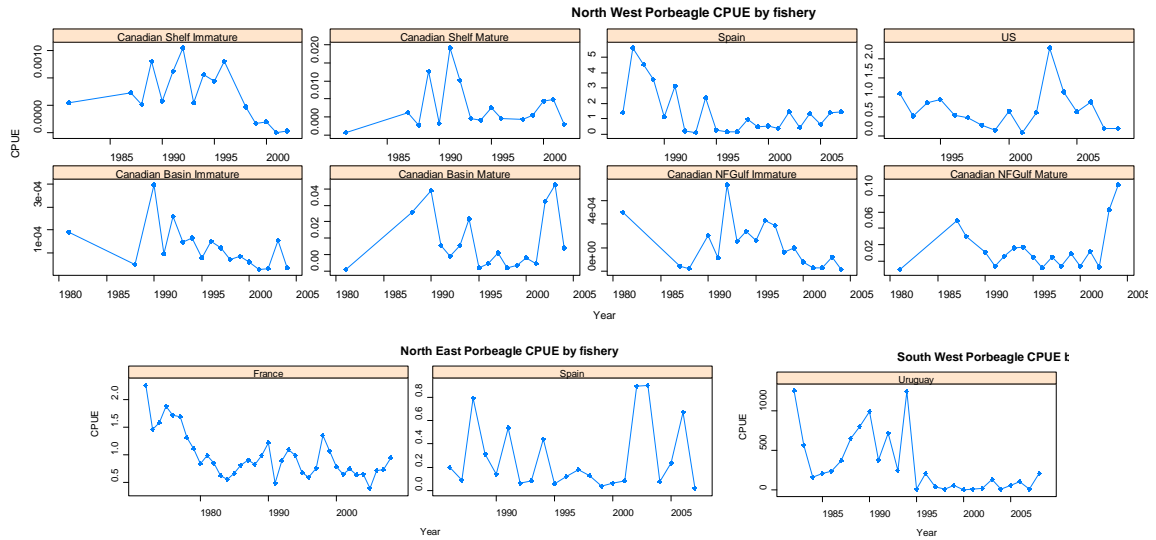 North West Porbeagle CPUE by fishery
Canadian Shelf Immature Canadian Shelf Mature Spain US
0.0000 0.0010
0.000 0.010 0.020
0 1 2 3 4 5
0.0 0.5 1.0 1.5 2.0
1985 1990 1995 2000
1985 1990 1995 2000
1990 1995 2000 2005
1995 2000 2005
CPUE
Canadian Basin Immature Canadian Basin Mature Canadian NFGulf Immature Canadian NFGulf Mature
1e-04 3e-04
0.00 0.02 0.04
0e+00 4e-04
0.02 0.06 0.10
1980 1985 1990 1995 2000 2005
1980 1985 1990 1995 2000 2005
1980 1985 1990 1995 2000 2005
1980 1985 1990 1995 2000 2005
Year
North East Porbeagle CPUE by fishery
France Spain
CPUE
0.5 1.0 1.5 2.0
0.0 0.2 0.4 0.6 0.8
1980 1990 2000
1990 1995 2000 2005
Year
South West Porbeagle CPUE b
Uruguay
CPUE
0 500 1000
1985 1990 1995 2000 2005
Year